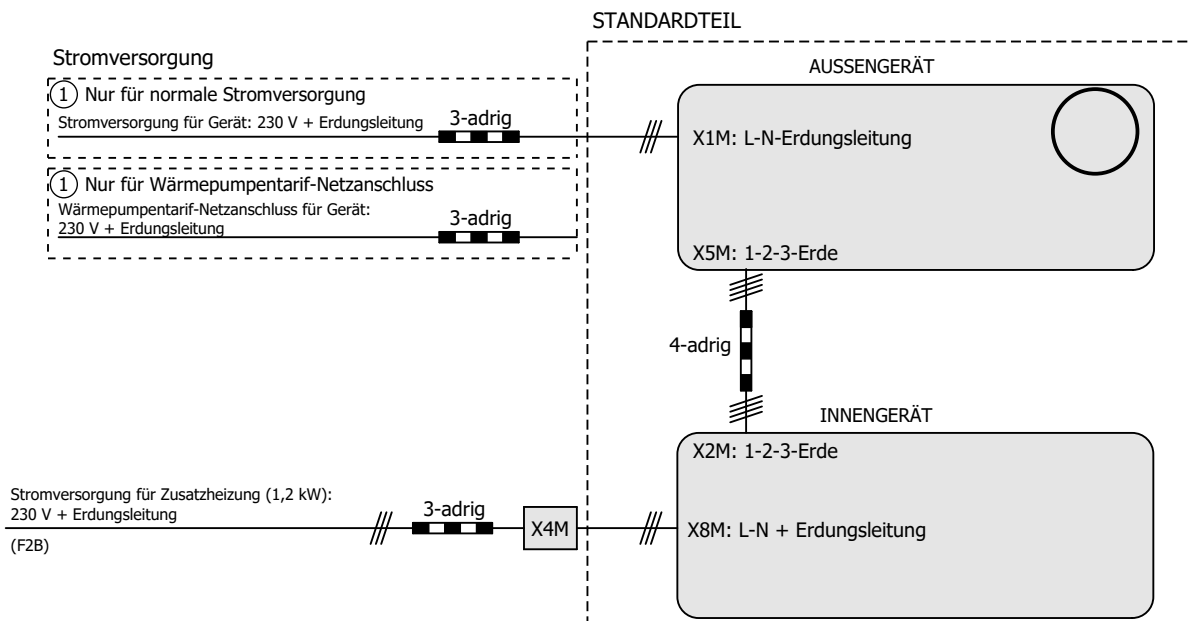 STANDARDTEIL
Stromversorgung
AUSSENGERÄT
1 Nur für normale Stromversorgung
Stromversorgung für Gerät: 230 V + Erdungsleitung
3-adrig
X1M: L-N-Erdungsleitung
1 Nur für Wärmepumpentarif-Netzanschluss
Wärmepumpentarif-Netzanschluss für Gerät:
230 V + Erdungsleitung
3-adrig
X5M: 1-2-3-Erde
4-adrig
INNENGERÄT
X2M: 1-2-3-Erde
Stromversorgung für Zusatzheizung (1,2 kW):
230 V + Erdungsleitung
(F2B)
3-adrig
X4M
X8M: L-N + Erdungsleitung